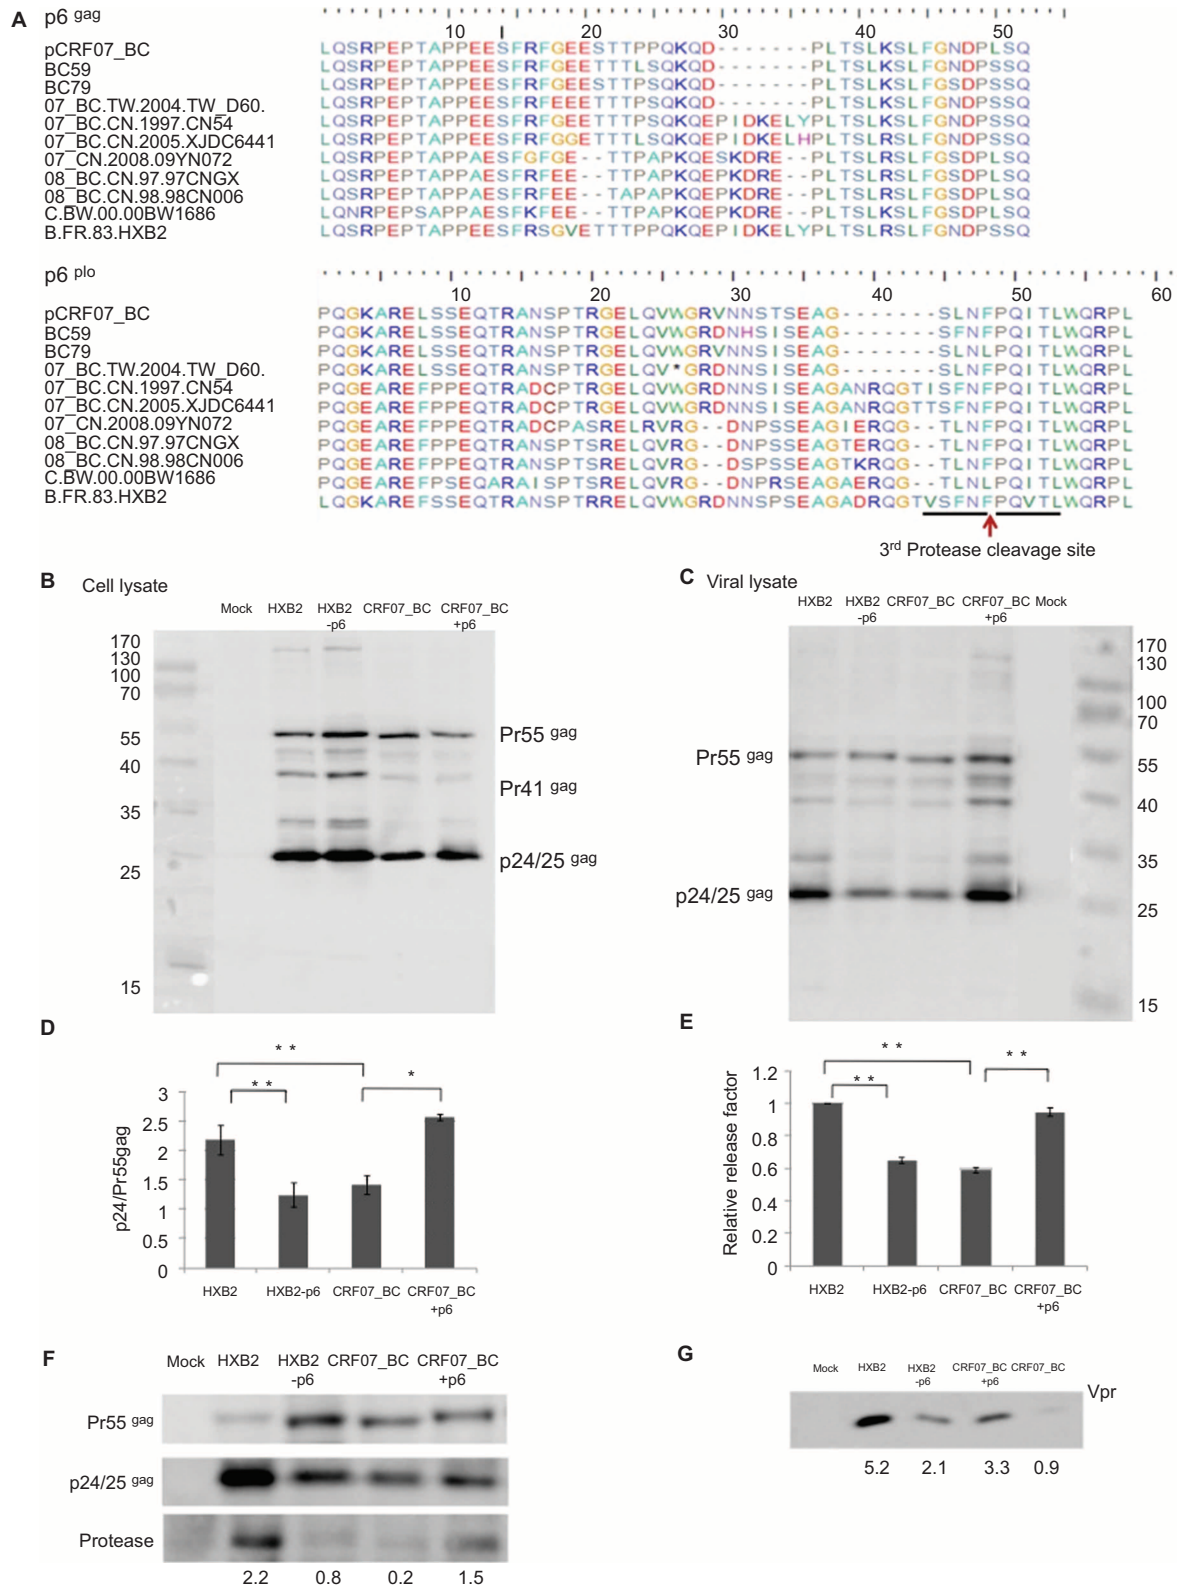 A
p6 gag
10 20 30 40 50
pCRF07_BC LQSRPEPTAPPEESFRFGEESTTPPQKQD-------PLTSLKSLFGNDPLSQ
BC59 LQSRPEPTAPPEESFRFGEETTTLSQKQD-------PLTSLKSLFGNDPSSQ
BC79 LQSRPEPTAPPEESFRFGEESTTPSQKQD-------PLTSLKSLFGNDPSSQ
07_BC.TW.2004.TW_D60. LQSRPEPTAPPEESFRFEEETTTPSQKQD-------PLTSLKSLFGNDPSSQ
07_BC.CN.1997.CN54 LQSRPEPTAPPEESFRFGEETTTPSQKQEPIDKELYPLTSLKSLFGNDPSSQ
07_BC.CN.2005.XJDC6441 LQSRPEPTAPPEESFRFGGETTTLSQKQEPIDKELHPLTSLKSLFGNDPSSQ
07_CN.2008.09YN072 LQSRPEPTAPPAESFGFGE--TTPAPKQESKDRE--PLTSLRSLFGSDPLSQ
08_BC.CN.97.97CNGX LQSRPEPTAPPAESFRFEE--TTPAPKQEPKDRE--PLTSLRSLFGSDPLSQ
08_BC.CN.98.98CN006 LQSRPEPTAPPAESFRFEE--TAPAPKQEPKDRE--PLTSLRSLFGSDPLSQ
C.BW.00.00BW1686 LQNRPEPSAPPAESFKFEE--TTPAPKQEPKDRE--PLTSLKSLFGSDPLSQ
B.FR.83.HXB2 LQSRPEPTAPPEESFRSGVETTTPPQKQEPIDKELYPLTSLRSLFGNDPSSQ
p6 plo
10 20 30 40 50 60
pCRF07_BC PQGKARELSSEQTRANSPTRGELQVWGRVNNSTSEAG-------SLNFPQITLWQRPL
BC59 PQGKARELSSEQTRANSPTRGELQVWGRDNHSISEAG-------SLNFPQITLWQRPL
BC79 PQGKARELSSEQTRANSPTRGELQVWGRVNNSISEAG-------SLNLPQITLWQRPL
07_BC.TW.2004.TW_D60. PQGKARELSSEQTRANSPTRGELQV*GRDNNSISEAG-------SLNFPQITLWQRPL
07_BC.CN.1997.CN54 PQGEAREFPPEQTRADCPTRGELQVWGRDNNSISEAGANRQGTISFNFPQITLWQRPL
07_BC.CN.2005.XJDC6441 PQGEAREFPPEQTRADCPTRGELQVWGRDNNSISEAGANRQGTTSFNFPQITLWQRPL
07_CN.2008.09YN072 PQGEAREFPPEQTRADCPASRELRVRG--DNPSSEAGIERQG--TLNFPQITLWQRPL
08_BC.CN.97.97CNGX PQGEAREFPPEQTRANSPTSRELQVRG--DNPSSEAGTERQG--TLNFPQITLWQRPL
08_BC.CN.98.98CN006 PQGEAREFPPEQTRANSPTSRELQVRG--DSPSSEAGTKRQG--TLNFPQITLWQRPL
C.BW.00.00BW1686 PQGEAREFPSEQARAISPTSRELQVRG--DNPRSEAGAERQG--TLNLPQITLWQRPL
B.FR.83.HXB2 LQGKAREFSSEQTRANSPTRRELQVWGRDNNSPSEAGADRQGTVSFNFPQVTLWQRPL
3rd Protease cleavage site
B Cell lysate
Mock HXB2 HXB2 -p6 CRF07_BC CRF07_BC +p6
170
130
100
70
55
40
35
25
15
Pr55 gag
Pr41 gag
p24/25 gag
C Viral lysate
HXB2 HXB2 -p6 CRF07_BC CRF07_BC +p6 Mock
Pr55 gag
p24/25 gag
170
130
100
70
55
40
35
25
15
D
p24/Pr55gag
3
2.5
2
1.5
1
0.5
0
** ** *
HXB2 HXB2-p6 CRF07_BC CRF07_BC +p6
E
Relative release factor
1.2
1
0.8
0.6
0.4
0.2
0
** ** **
HXB2 HXB2-p6 CRF07_BC CRF07_BC +p6
F
Mock HXB2 HXB2 -p6 CRF07_BC CRF07_BC +p6
Pr55 gag
p24/25 gag
Protease
2.2 0.8 0.2 1.5
G
Mock HXB2 HXB2 -p6 CRF07_BC +p6 CRF07_BC
Vpr
5.2 2.1 3.3 0.9